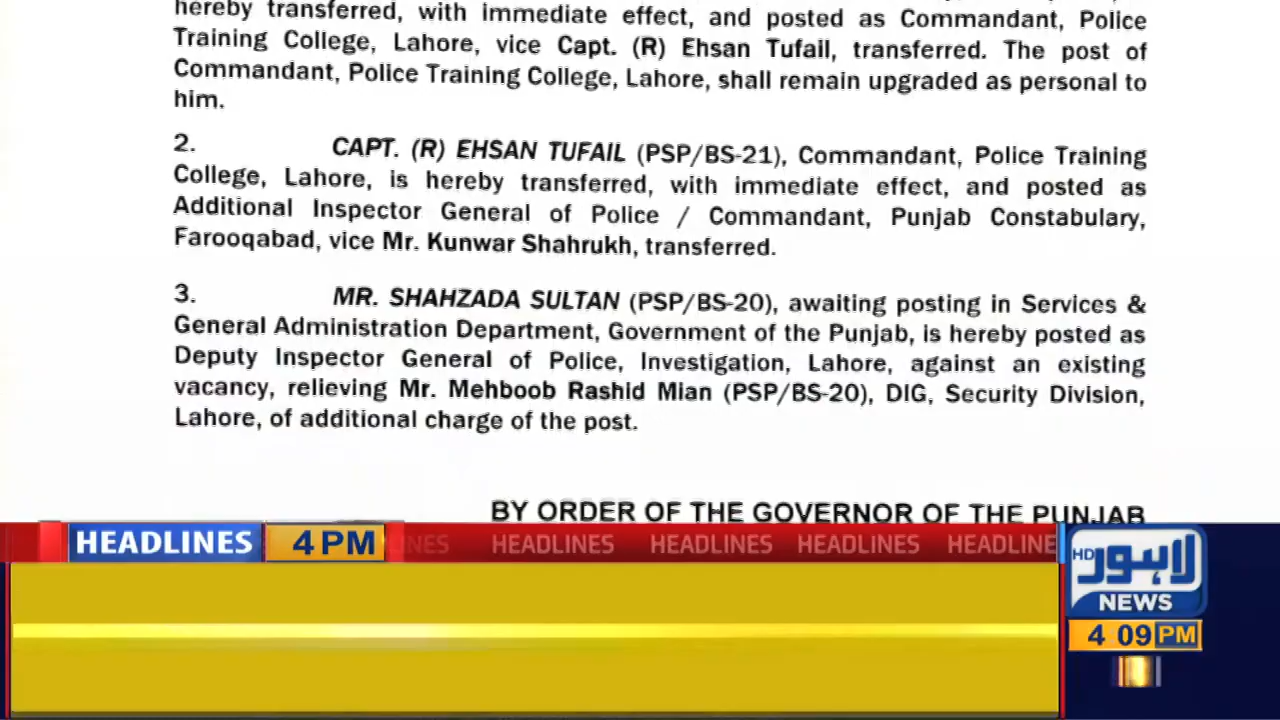 hereby transferred, with immediate effect, and posted as Commandant, Police
Training College, Lahore, vice Capt. (R) Ehsan Tufail, transferred. The post of
Commandant, Police Training College, Lahore, shall remain upgraded as personal to
him.
2. CAPT. (R) EHSAN TUFAIL (PSP/BS-21), Commandant, Police Training
College, Lahore, is hereby transferred, with immediate effect, and posted as
Additional Inspector General of Police / Commandant, Punjab Constabulary,
Farooqabad, vice Mr. Kunwar Shahrukh, transferred.
3. MR. SHAHZADA SULTAN (PSP/BS-20), awaiting posting in Services &
General Administration Department, Government of the Punjab, is hereby posted as
Deputy Inspector General of Police, Investigation, Lahore, against an existing
vacancy, relieving Mr. Mehboob Rashid Mian (PSP/BS-20), DIG, Security Division,
Lahore, of additional charge of the post.
BY ORDER OF THE GOVERNOR OF THE PUNJAB
HEADLINES 4 PM INES HEADLINES HEADLINES HEADLINES HEADLINE
HD لاہور
NEWS
4 09 PM